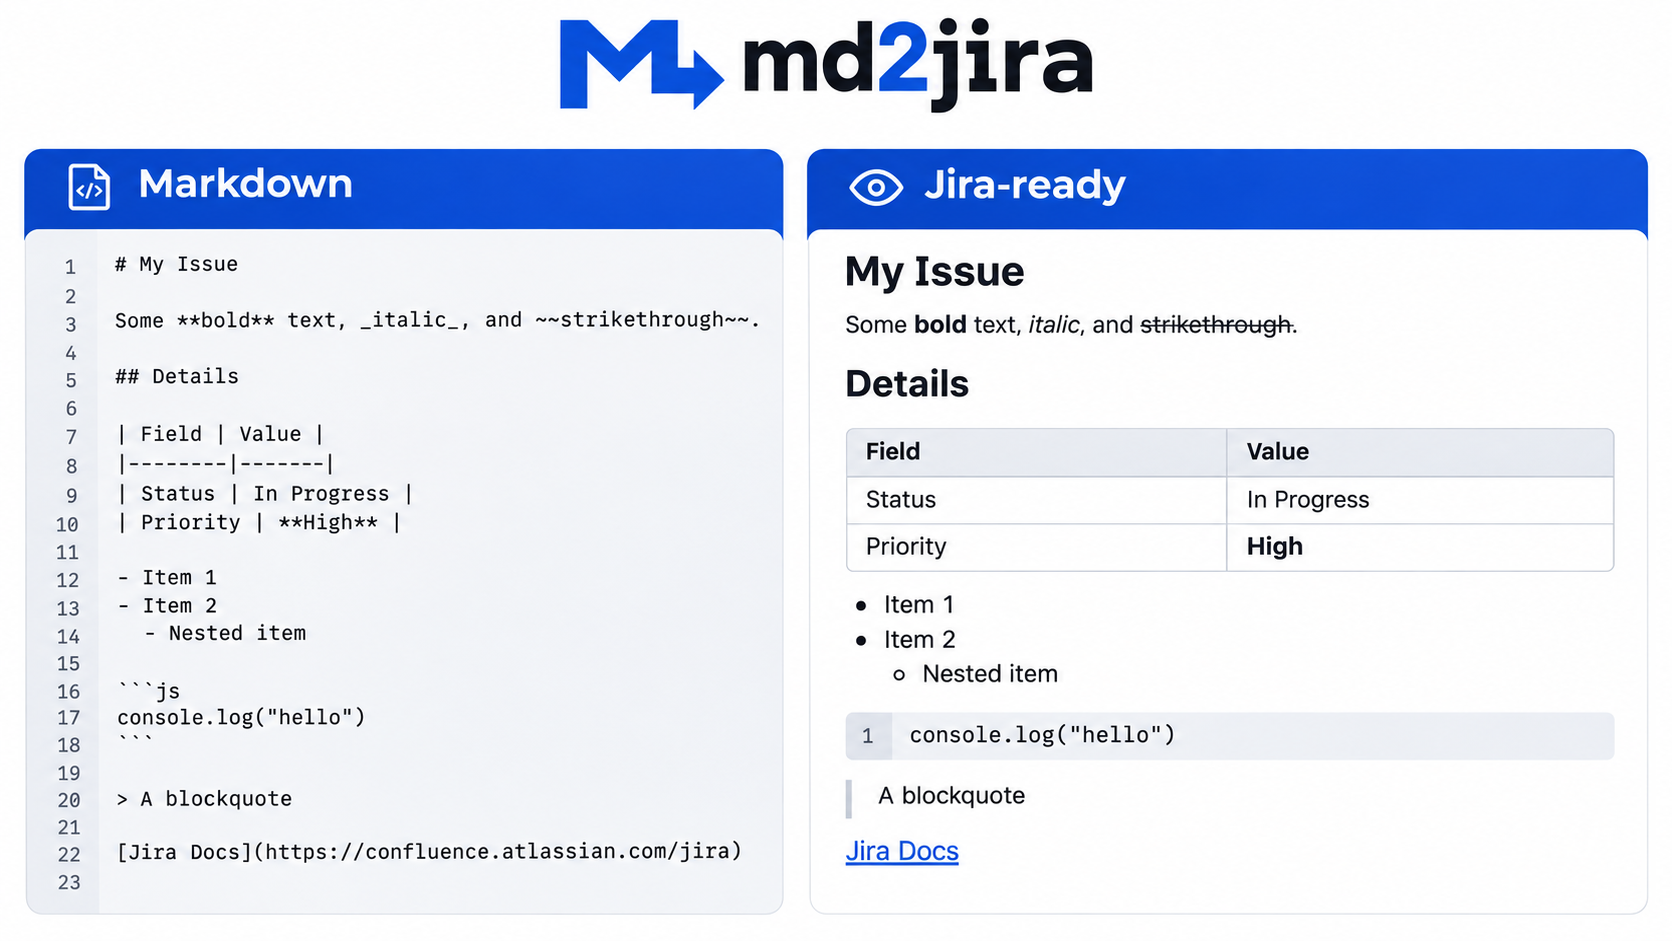 md2jira
Markdown
1 # My Issue
2
3 Some **bold** text, _italic_, and ~~strikethrough~~.
4
5 ## Details
6
7 | Field | Value |
8 |--------|-------|
9 | Status | In Progress |
10 | Priority | **High** |
11
12 - Item 1
13 - Item 2
14   - Nested item
15
16 ```js
17 console.log("hello")
18 ```
19
20 > A blockquote
21
22 [Jira Docs](https://confluence.atlassian.com/jira)
23
Jira-ready
My Issue
Some bold text, italic, and strikethrough.
Details
Field Value
Status In Progress
Priority High
• Item 1
• Item 2
◦ Nested item
1 console.log("hello")
A blockquote
Jira Docs